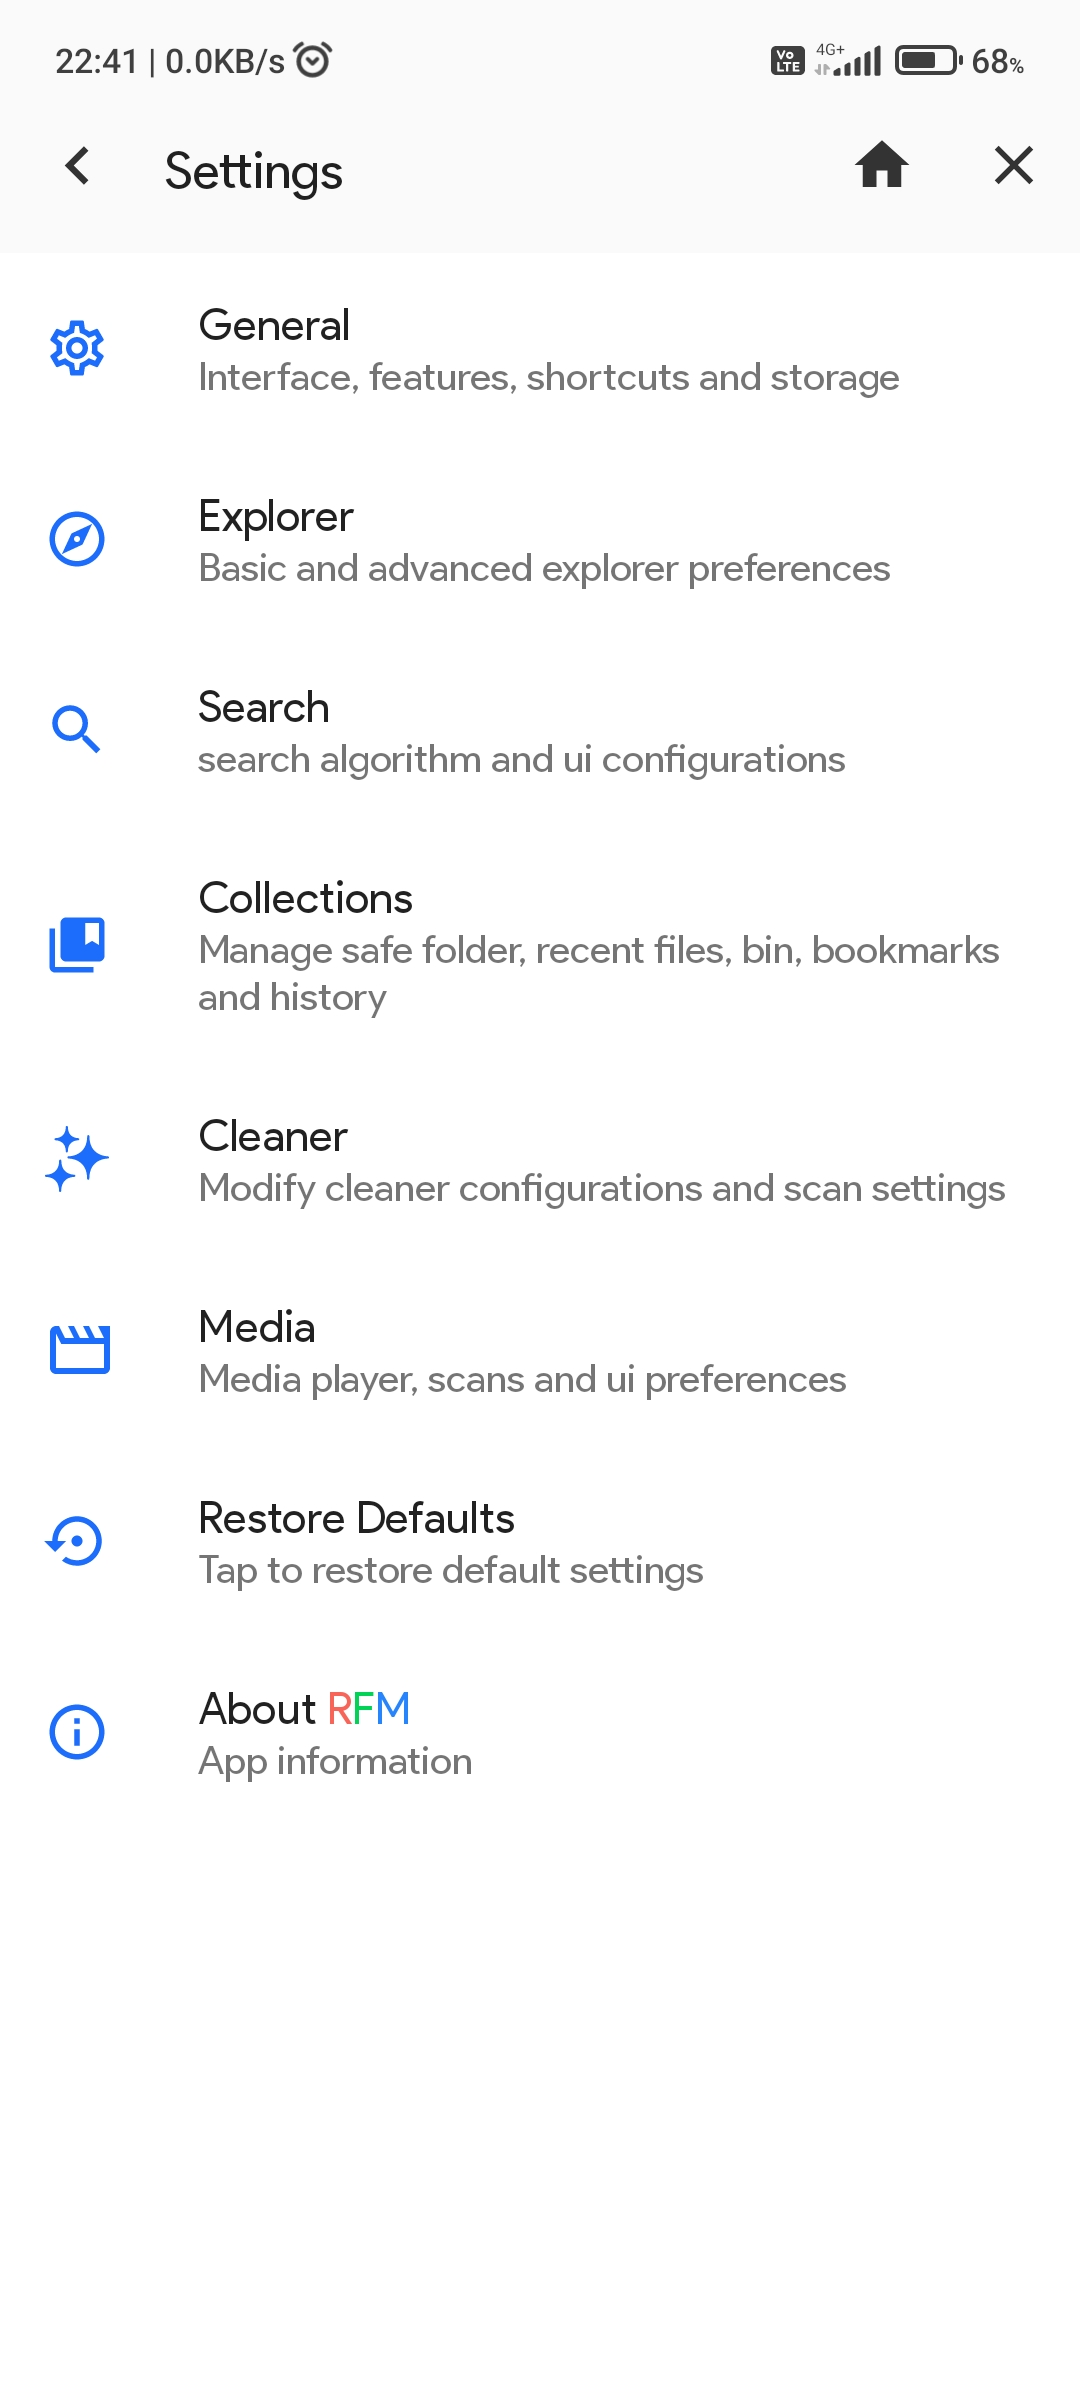 22:41 | 0.0KB/s Vo LTE 4G+ 68%
Settings
General
Interface, features, shortcuts and storage
Explorer
Basic and advanced explorer preferences
Search
search algorithm and ui configurations
Collections
Manage safe folder, recent files, bin, bookmarks
and history
Cleaner
Modify cleaner configurations and scan settings
Media
Media player, scans and ui preferences
Restore Defaults
Tap to restore default settings
About RFM
App information